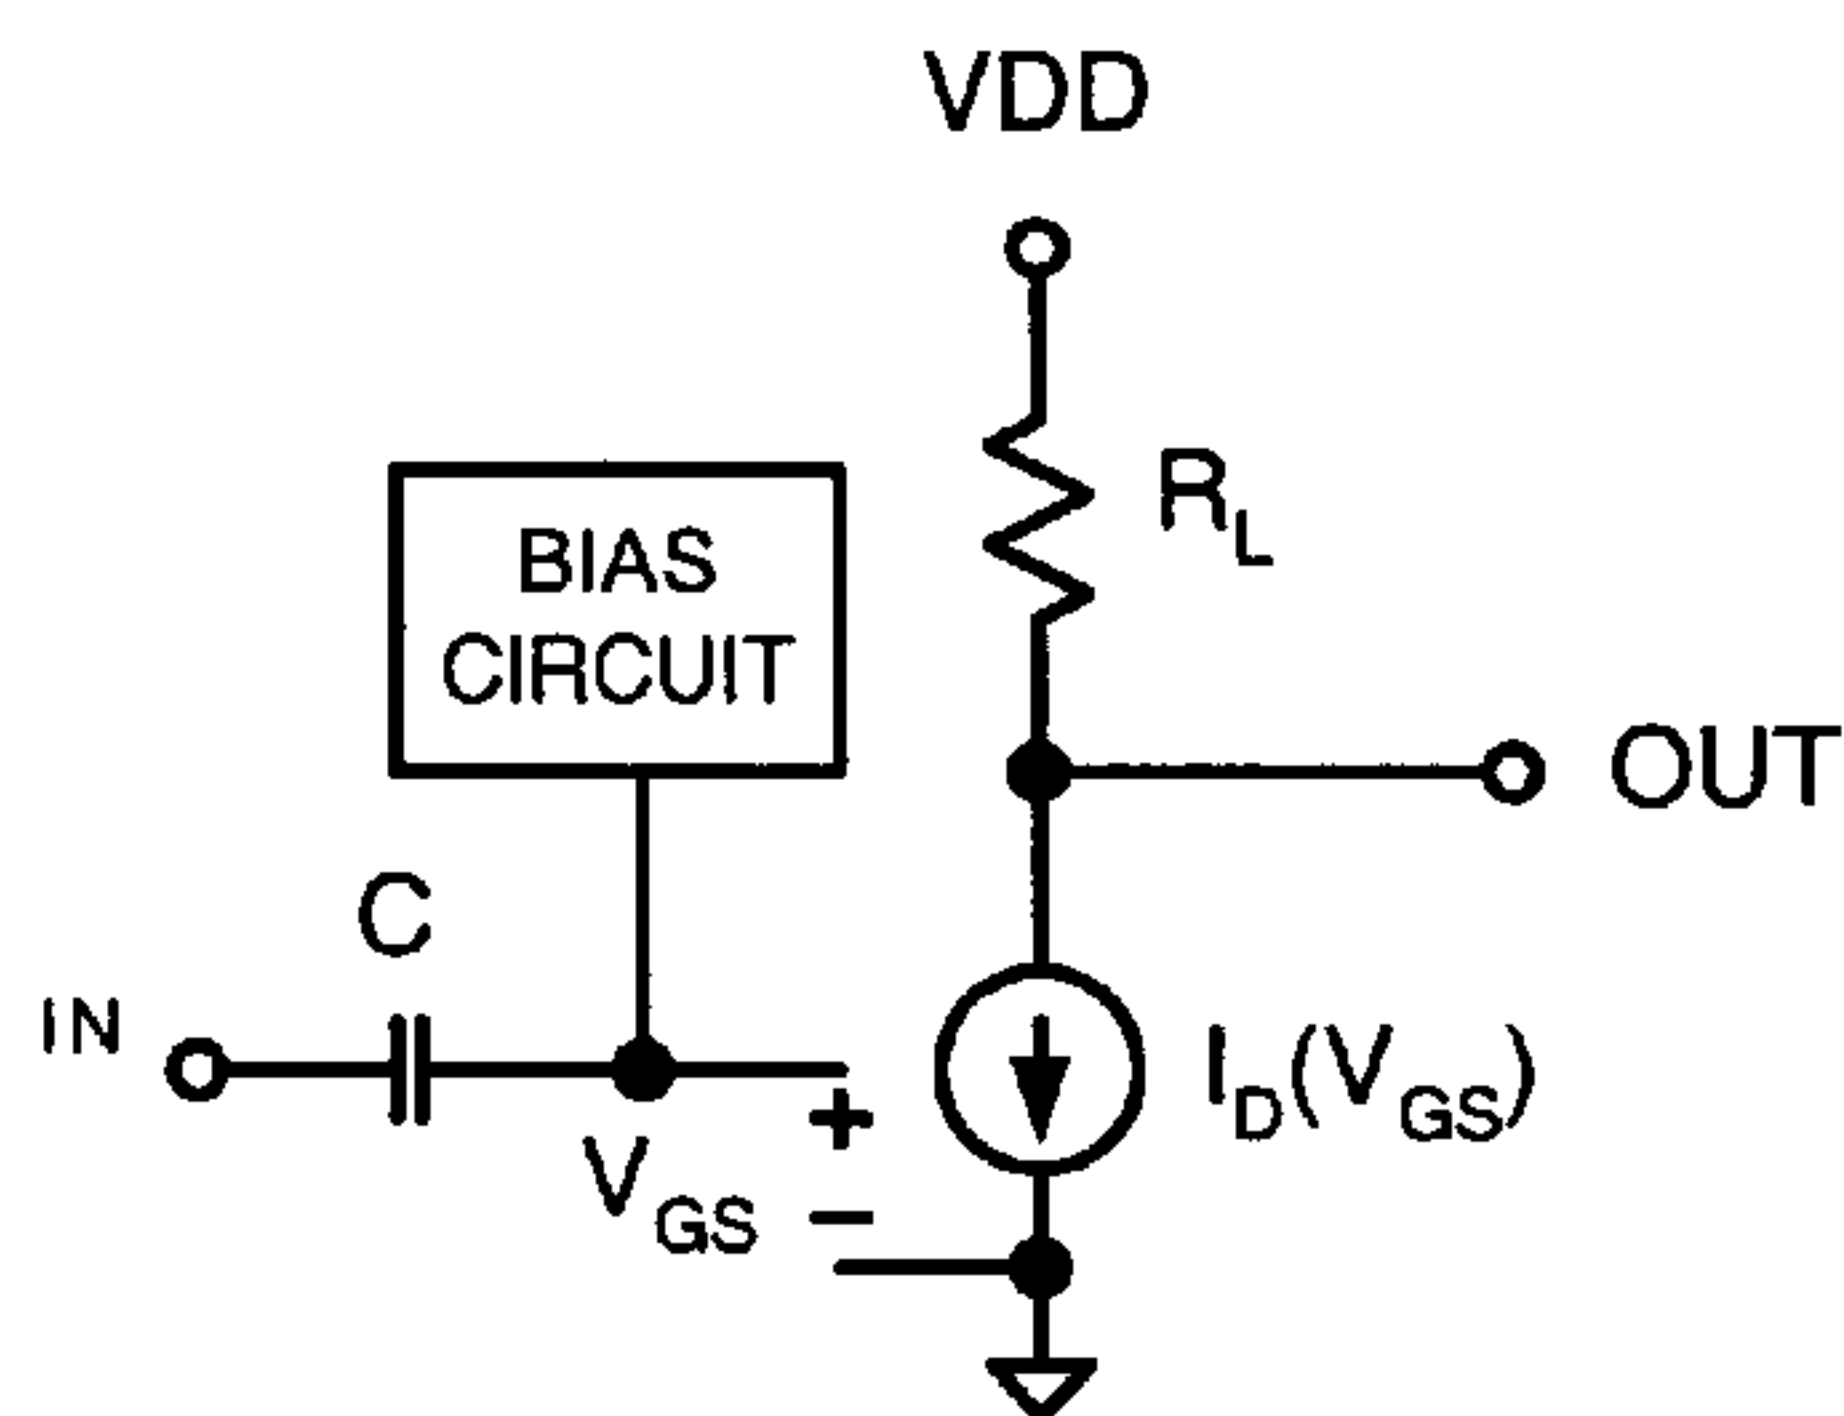 VDD
R_L
BIAS
CIRCUIT
OUT
C
IN
I_D(V_GS)
+
V_GS
−